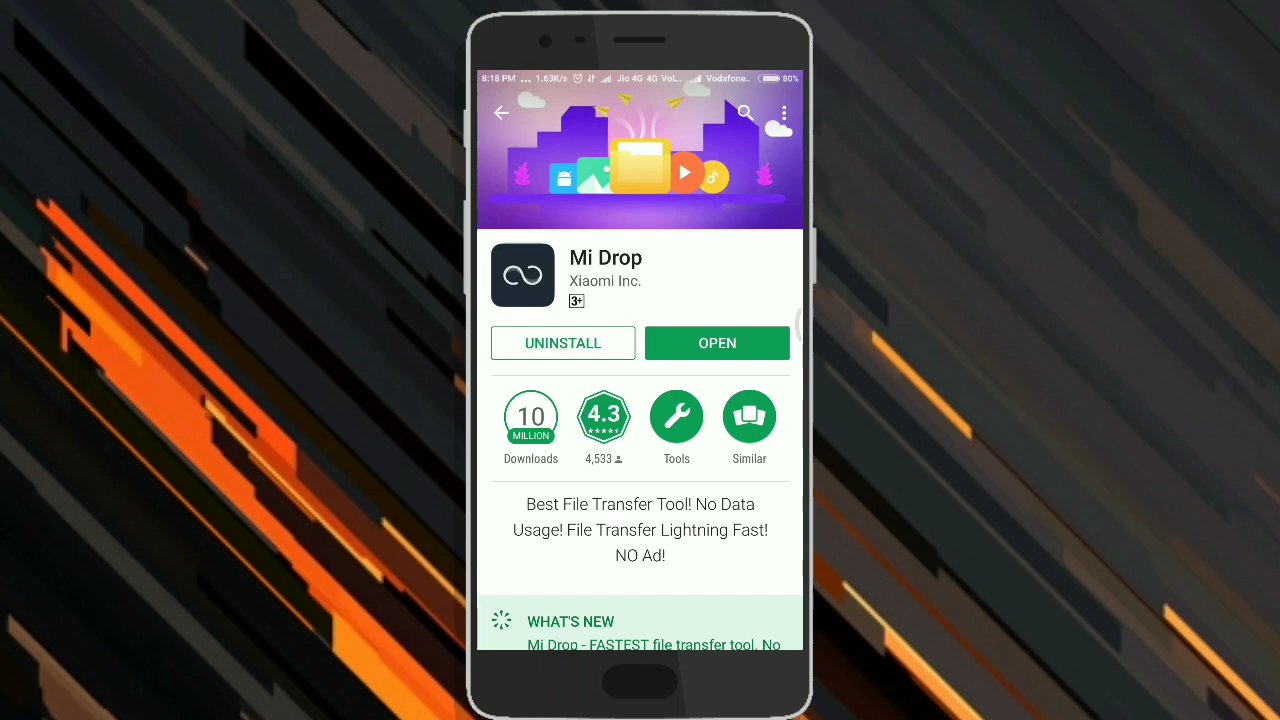 8:18 PM ... 1.63K/s Jio 4G 4G VoL... Vodafone.. 80%
Mi Drop
Xiaomi Inc.
3+
UNINSTALL
OPEN
10
MILLION
4.3
Downloads
4,533
Tools
Similar
Best File Transfer Tool! No Data
Usage! File Transfer Lightning Fast!
NO Ad!
WHAT'S NEW
Mi Drop - FASTEST file transfer tool. No